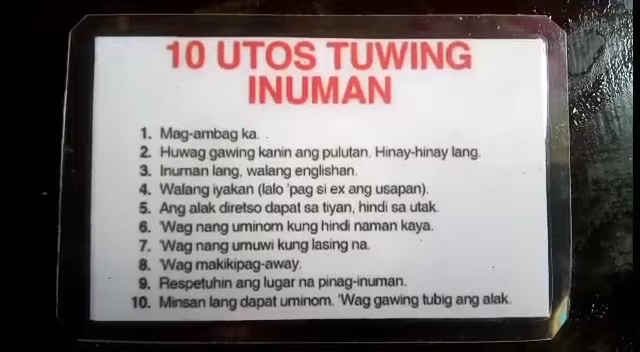 10 UTOS TUWING
INUMAN
1. Mag-ambag ka. .
2. Huwag gawing kanin ang pulutan. Hinay-hinay lang.
3. Inuman lang, walang englishan.
4. Walang iyakan (lalo 'pag si ex ang usapan).
5. Ang alak diretso dapat sa tiyan, hindi sa utak.
6. 'Wag nang uminom kung hindi naman kaya.
7. 'Wag nang umuwi kung lasing na.
8. 'Wag makikipag-away.
9. Respetuhin ang lugar na pinag-inuman.
10. Minsan lang dapat uminom. 'Wag gawing tubig ang alak.